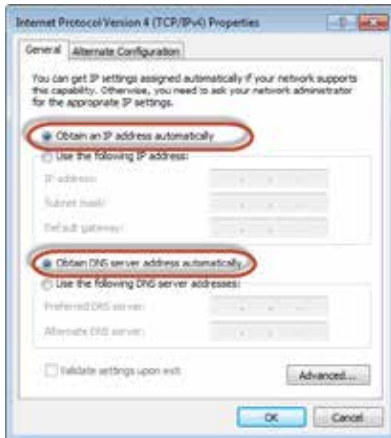 Internet Protocol Version 4 (TCP/IPv4) Properties
General
Alternate Configuration
You can get IP settings assigned automatically if your network supports
this capability. Otherwise, you need to ask your network administrator
for the appropriate IP settings.
Obtain an IP address automatically
Use the following IP address:
IP address:
Subnet mask:
Default gateway:
Obtain DNS server address automatically
Use the following DNS server addresses:
Preferred DNS server:
Alternate DNS server:
Validate settings upon exit
Advanced...
OK
Cancel